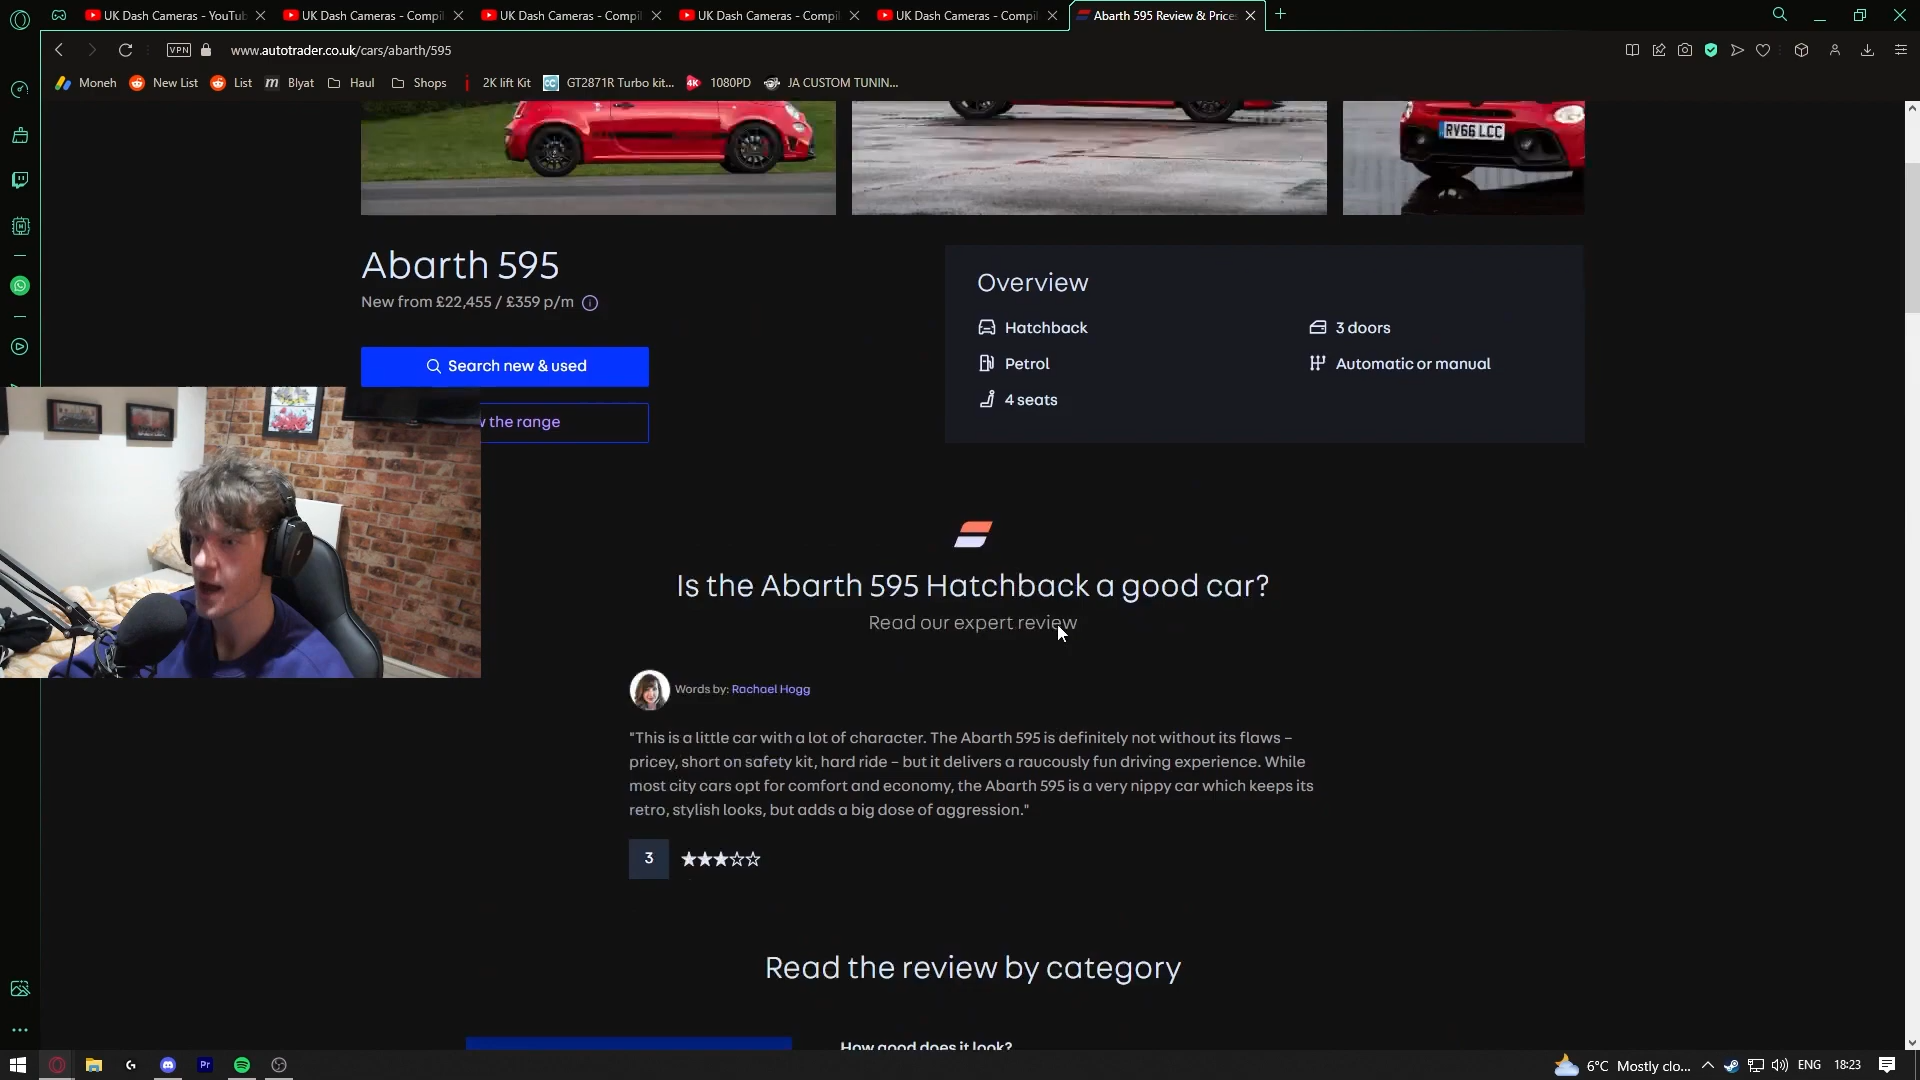 UK Dash Cameras - YouTub
UK Dash Cameras - Compil
UK Dash Cameras - Compil
UK Dash Cameras - Compil
UK Dash Cameras - Compil
Abarth 595 Review & Prices
VPN
www.autotrader.co.uk/cars/abarth/595
Moneh
New List
List
m Blyat
Haul
Shops
2K lift Kit
CC GT2871R Turbo kit...
4K 1080PD
JA CUSTOM TUNIN...
RV66 LCC
Abarth 595
New from £22,455 / £359 p/m
Search new & used
w the range
Overview
Hatchback
3 doors
Petrol
Automatic or manual
4 seats
Is the Abarth 595 Hatchback a good car?
Read our expert review
Words by: Rachael Hogg
"This is a little car with a lot of character. The Abarth 595 is definitely not without its flaws –
pricey, short on safety kit, hard ride – but it delivers a raucously fun driving experience. While
most city cars opt for comfort and economy, the Abarth 595 is a very nippy car which keeps its
retro, stylish looks, but adds a big dose of aggression."
3 ★★★☆☆
Read the review by category
How good does it look?
Pr
6°C Mostly clo...
ENG
18:23